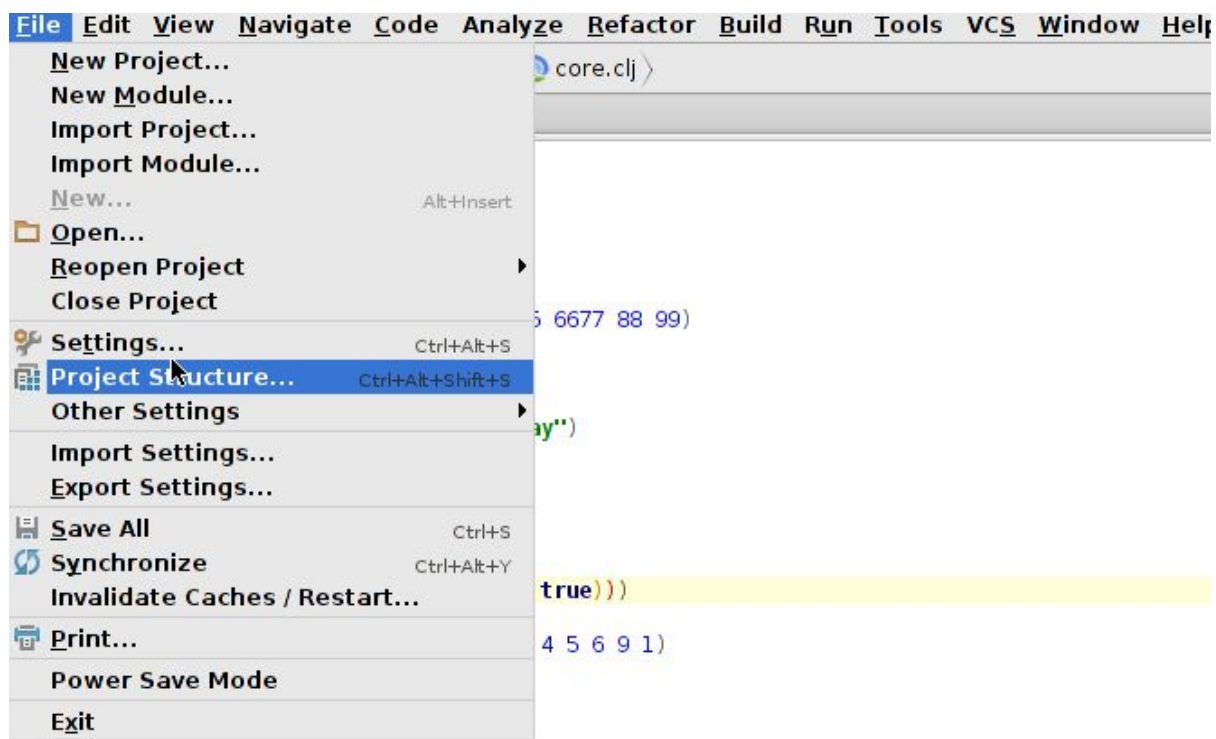 File Edit View Navigate Code Analyze Refactor Build Run Tools VCS Window Help
New Project...
core.clj
New Module...
Import Project...
Import Module...
New... Alt+Insert
Open...
Reopen Project
Close Project
6677 88 99)
Settings... Ctrl+Alt+S
Project Structure... Ctrl+Alt+Shift+S
Other Settings
ay")
Import Settings...
Export Settings...
Save All Ctrl+S
Synchronize Ctrl+Alt+Y
Invalidate Caches / Restart...
true)))
Print...
4 5 6 9 1)
Power Save Mode
Exit